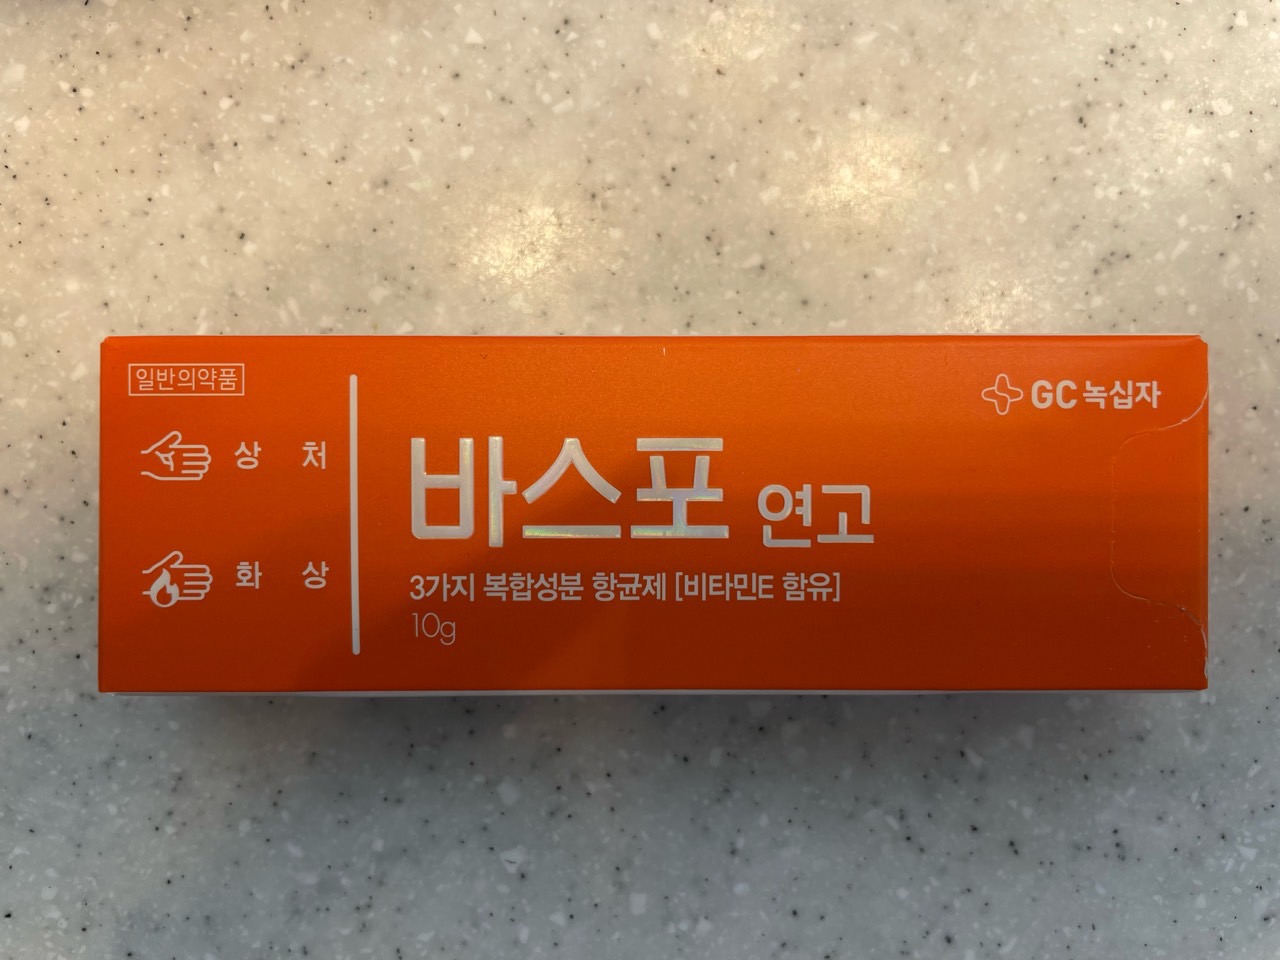 일반의약품
상 처
화 상
GC 녹십자
바스포 연고
3가지 복합성분 항균제 [비타민E 함유]
10g